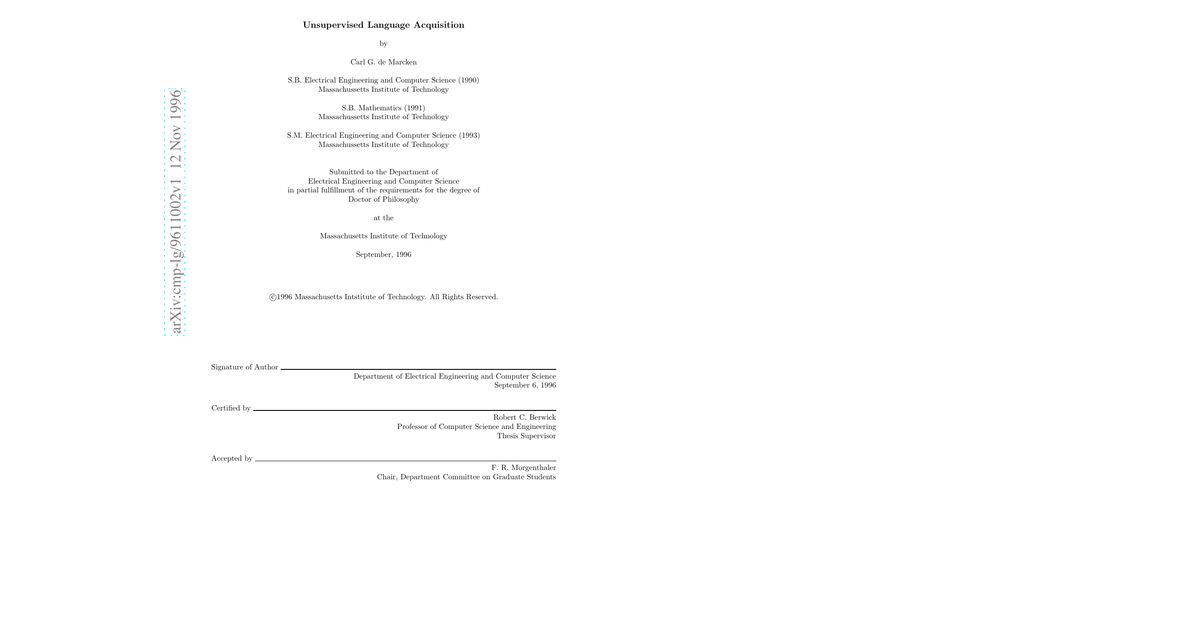 Unsupervised Language Acquisition
by
Carl G. de Marcken
S.B. Electrical Engineering and Computer Science (1990)
Massachussetts Institute of Technology
S.B. Mathematics (1991)
Massachussetts Institute of Technology
S.M. Electrical Engineering and Computer Science (1993)
Massachussetts Institute of Technology
Submitted to the Department of
Electrical Engineering and Computer Science
in partial fulfillment of the requirements for the degree of
Doctor of Philosophy
at the
Massachusetts Institute of Technology
September, 1996
©1996 Massachusetts Intstitute of Technology. All Rights Reserved.
Signature of Author
Department of Electrical Engineering and Computer Science
September 6, 1996
Certified by
Robert C. Berwick
Professor of Computer Science and Engineering
Thesis Supervisor
Accepted by
F. R. Morgenthaler
Chair, Department Committee on Graduate Students
arXiv:cmp-lg/9611002v1 12 Nov 1996